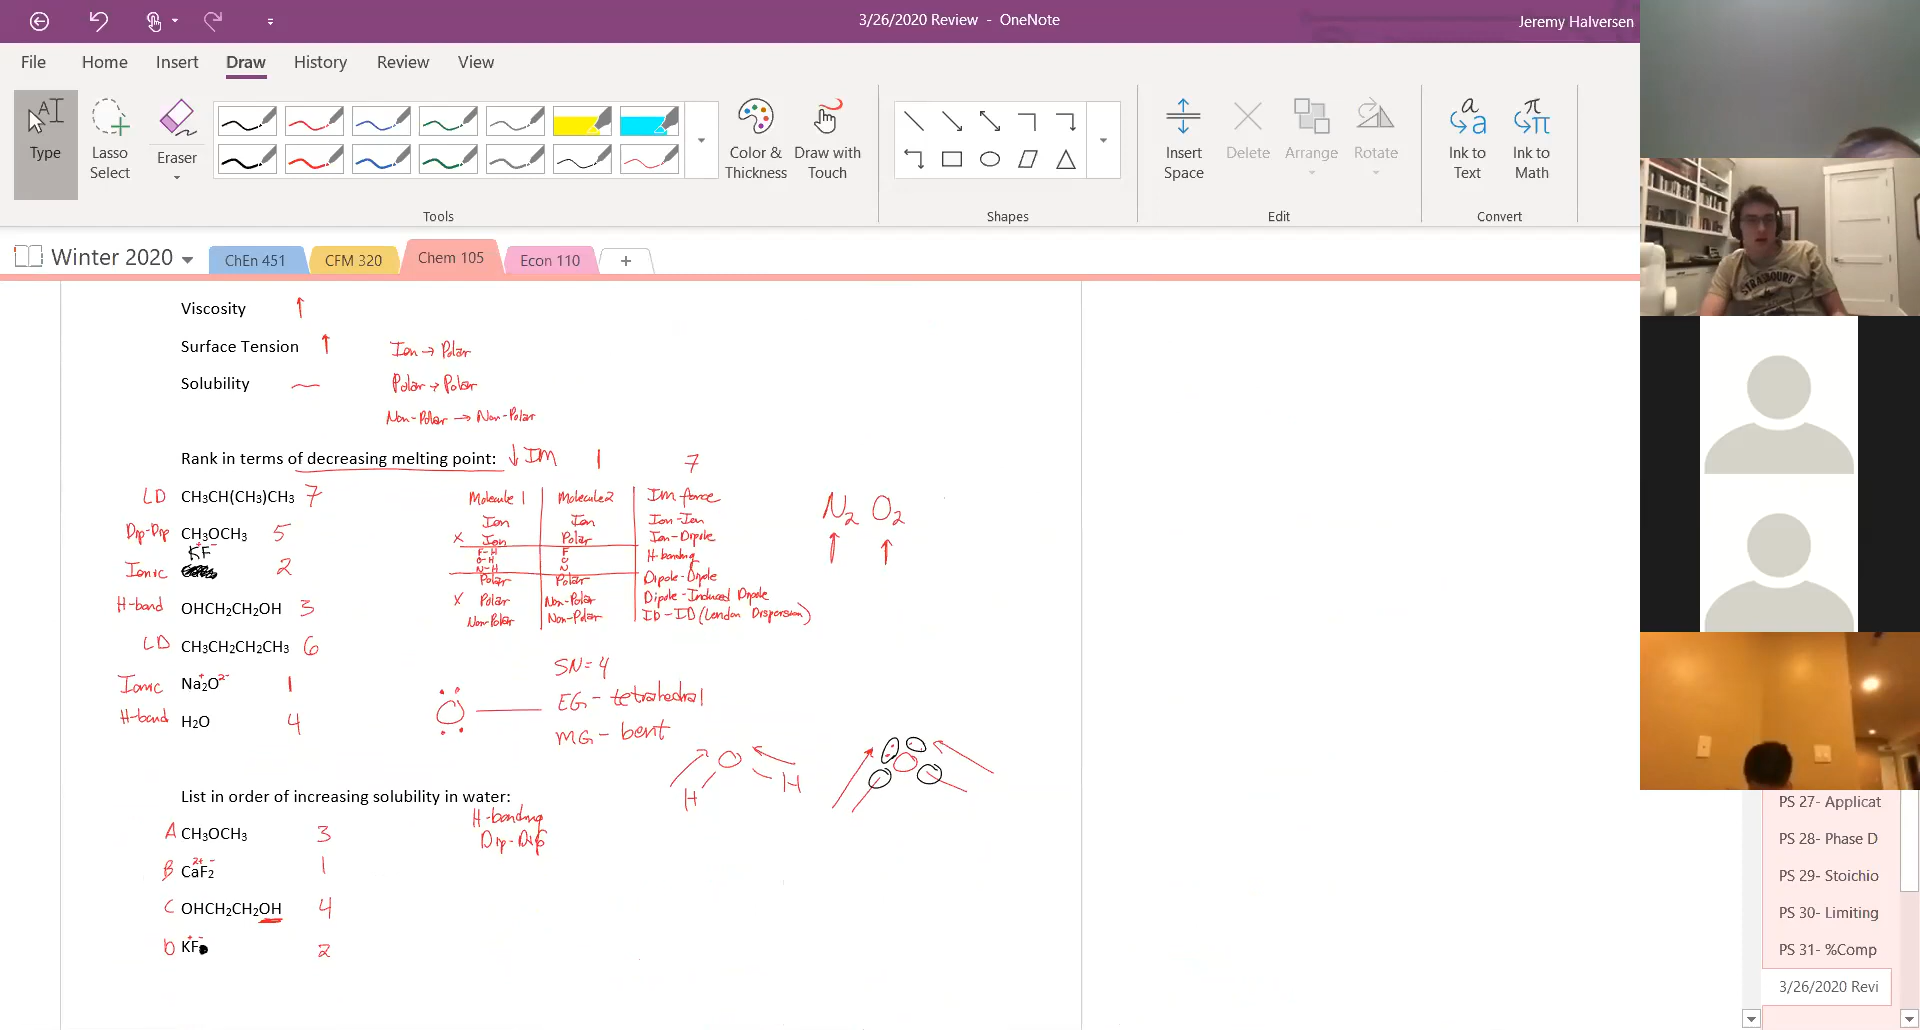 3/26/2020 Review - OneNote
Jeremy Halversen
File Home Insert Draw History Review View
Type
Lasso Select
Eraser
Color & Thickness
Draw with Touch
Insert Space
Delete
Arrange
Rotate
Ink to Text
Ink to Math
Tools
Shapes
Edit
Convert
Winter 2020
ChEn 451
CFM 320
Chem 105
Econ 110
STRASBOURG
Viscosity ↑
Surface Tension ↑
Solubility ~
Ion → Polar
Polar → Polar
Non-Polar → Non-Polar
Rank in terms of decreasing melting point: ↓ IM 1 7
LD CH3CH(CH3)CH3 7
Dip-Dip CH3OCH3 5
Ionic K+F- 2
H-bond OHCH2CH2OH 3
LD CH3CH2CH2CH3 6
Ionic Na2+O2- 1
H-bond H2O 4
Molecule 1 Molecule 2 IM force
Ion Ion Ion-Ion
x Ion Polar Ion-Dipole
F-H F
O-H O H-bonding
N-H N
Polar Polar Dipole-Dipole
x Polar Non-Polar Dipole-Induced Dipole
Non-Polar Non-Polar ID-ID (London Dispersion)
N2 O2
↑ ↑
O
SN = 4
EG - tetrahedral
MG - bent
O
H H
O
List in order of increasing solubility in water:
H-bonding
Dip-Dip
A CH3OCH3 3
B Ca2+F2- 1
C OHCH2CH2OH 4
D K+F- 2
PS 27- Applicat
PS 28- Phase D
PS 29- Stoichio
PS 30- Limiting
PS 31- %Comp
3/26/2020 Revi